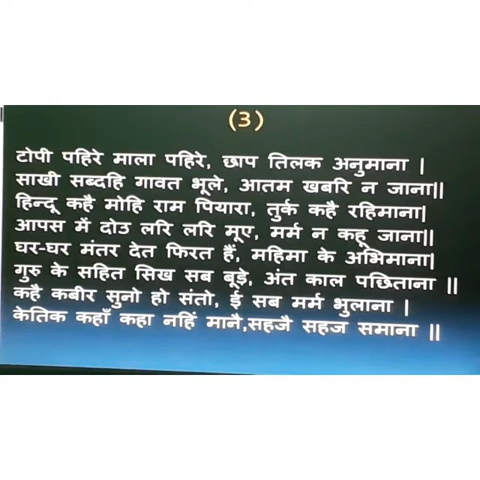 (3)
टोपी पहिरे माला पहिरे, छाप तिलक अनुमाना |
साखी सब्दहि गावत भूले, आतम खबरि न जाना||
हिन्दू कहै मोहि राम पियारा, तुर्क कहै रहिमाना|
आपस में दोउ लरि लरि मूए, मर्म न कहू जाना||
घर-घर मंतर देत फिरत हैं, महिमा के अभिमाना|
गुरु के सहित सिख सब बूड़े, अंत काल पछिताना ||
कहै कबीर सुनो हो संतो, ई सब मर्म भुलाना |
केतिक कहाँ कहा नहिं मानै,सहजै सहज समाना ||